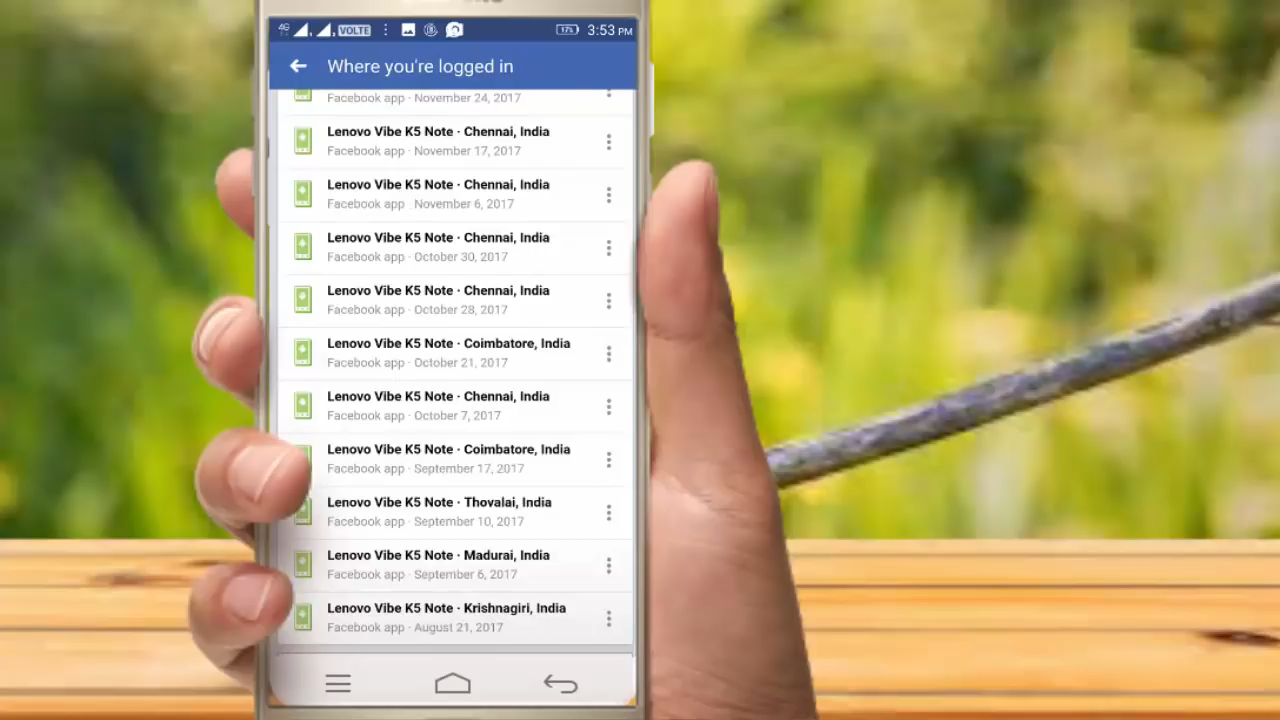 4G VOLTE 17% 3:53 PM
Where you're logged in
Facebook app · November 24, 2017
Lenovo Vibe K5 Note · Chennai, India
Facebook app · November 17, 2017
Lenovo Vibe K5 Note · Chennai, India
Facebook app · November 6, 2017
Lenovo Vibe K5 Note · Chennai, India
Facebook app · October 30, 2017
Lenovo Vibe K5 Note · Chennai, India
Facebook app · October 28, 2017
Lenovo Vibe K5 Note · Coimbatore, India
Facebook app · October 21, 2017
Lenovo Vibe K5 Note · Chennai, India
Facebook app · October 7, 2017
Lenovo Vibe K5 Note · Coimbatore, India
Facebook app · September 17, 2017
Lenovo Vibe K5 Note · Thovalai, India
Facebook app · September 10, 2017
Lenovo Vibe K5 Note · Madurai, India
Facebook app · September 6, 2017
Lenovo Vibe K5 Note · Krishnagiri, India
Facebook app · August 21, 2017